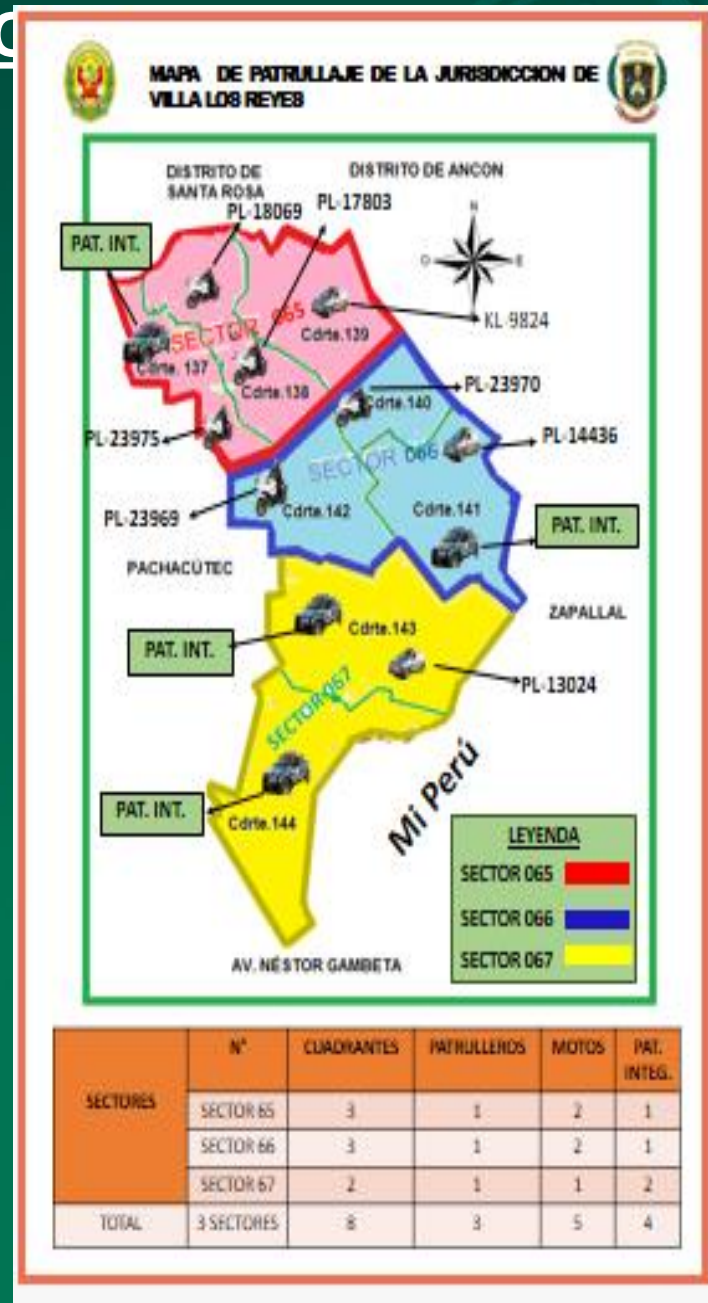 MAPA DE PATRULLAJE DE LA JURISDICCION DE
VILLA LOS REYES
DISTRITO DE
SANTA ROSA
DISTRITO DE ANCON
PL-18069
PL-17803
PAT. INT.
N
O
E
SECTOR 065
KL-9824
Cdrte.139
Cdrte. 137
Cdrte.138
PL-23970
Cdrte.140
PL-23975
PL-14436
SECTOR 066
PL-23969
Cdrte.142
Cdrte.141
PAT. INT.
PACHACÚTEC
ZAPALLAL
Cdrte.143
PAT. INT.
PL-13024
SECTOR 067
Mi Perú
PAT. INT.
Cdrte.144
LEYENDA
SECTOR 065
SECTOR 066
SECTOR 067
AV. NÉSTOR GAMBETA
SECTORES N° CUADRANTES PATRULLEROS MOTOS PAT. INTEG.
SECTOR 65 3 1 2 1
SECTOR 66 3 1 2 1
SECTOR 67 2 1 1 2
TOTAL 3 SECTORES 8 3 5 4